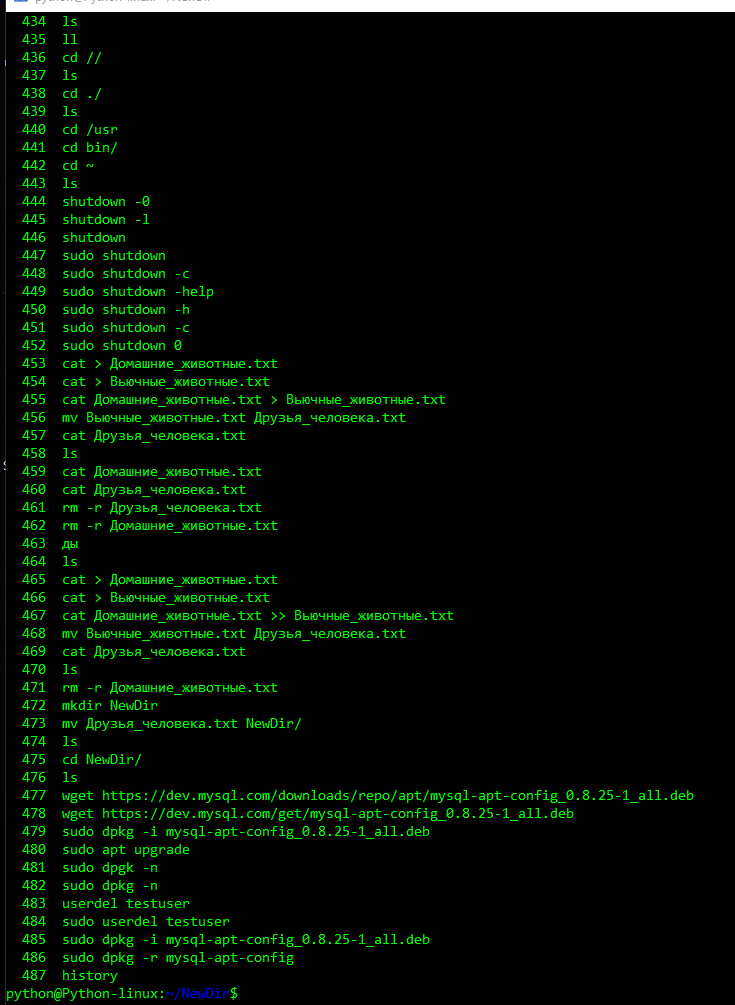 434 ls
435 ll
436 cd //
437 ls
438 cd ./
439 ls
440 cd /usr
441 cd bin/
442 cd ~
443 ls
444 shutdown -0
445 shutdown -l
446 shutdown
447 sudo shutdown
448 sudo shutdown -c
449 sudo shutdown -help
450 sudo shutdown -h
451 sudo shutdown -c
452 sudo shutdown 0
453 cat > Домашние_животные.txt
454 cat > Вьючные_животные.txt
455 cat Домашние_животные.txt > Вьючные_животные.txt
456 mv Вьючные_животные.txt Друзья_человека.txt
457 cat Друзья_человека.txt
458 ls
459 cat Домашние_животные.txt
460 cat Друзья_человека.txt
461 rm -r Друзья_человека.txt
462 rm -r Домашние_животные.txt
463 ды
464 ls
465 cat > Домашние_животные.txt
466 cat > Вьючные_животные.txt
467 cat Домашние_животные.txt >> Вьючные_животные.txt
468 mv Вьючные_животные.txt Друзья_человека.txt
469 cat Друзья_человека.txt
470 ls
471 rm -r Домашние_животные.txt
472 mkdir NewDir
473 mv Друзья_человека.txt NewDir/
474 ls
475 cd NewDir/
476 ls
477 wget https://dev.mysql.com/downloads/repo/apt/mysql-apt-config_0.8.25-1_all.deb
478 wget https://dev.mysql.com/get/mysql-apt-config_0.8.25-1_all.deb
479 sudo dpkg -i mysql-apt-config_0.8.25-1_all.deb
480 sudo apt upgrade
481 sudo dpgk -n
482 sudo dpkg -n
483 userdel testuser
484 sudo userdel testuser
485 sudo dpkg -i mysql-apt-config_0.8.25-1_all.deb
486 sudo dpkg -r mysql-apt-config
487 history
python@Python-linux:~/NewDir$